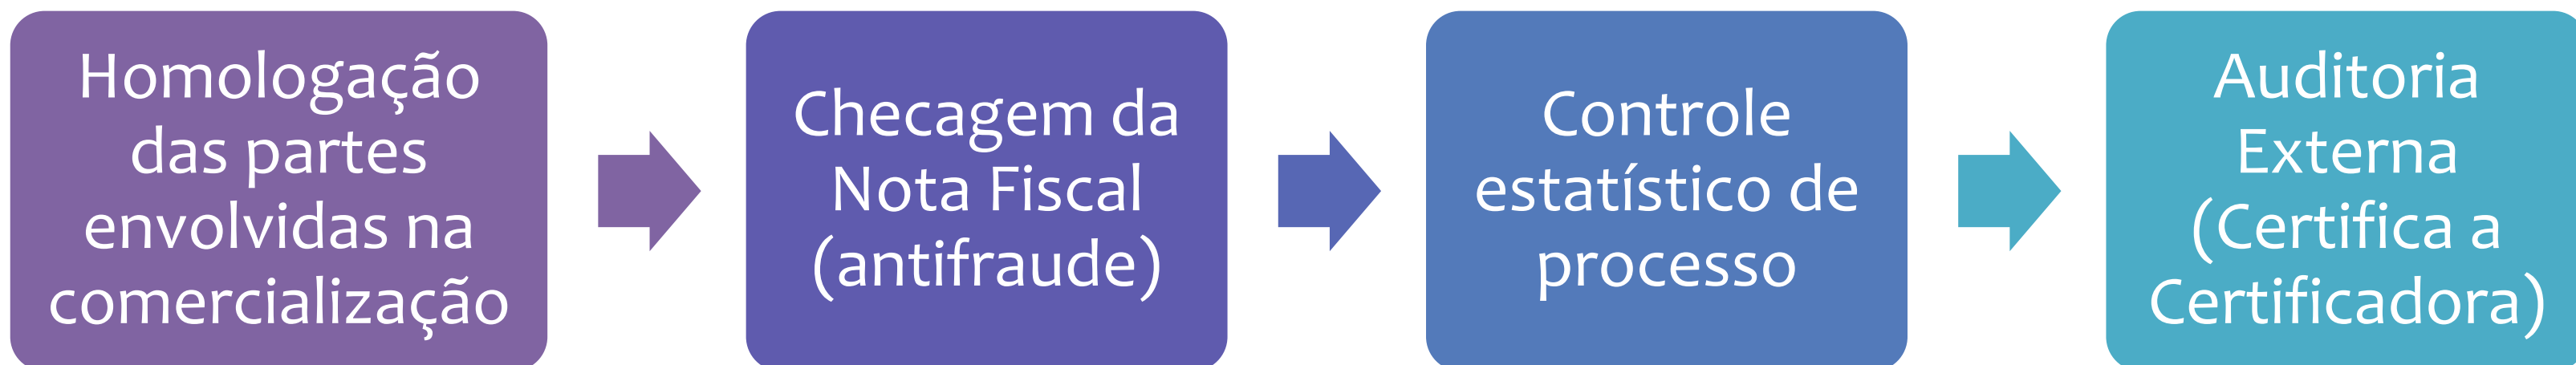 Homologação
das partes
envolvidas na
comercialização
Checagem da
Nota Fiscal
(antifraude)
Controle
estatístico de
processo
Auditoria
Externa
(Certifica a
Certificadora)